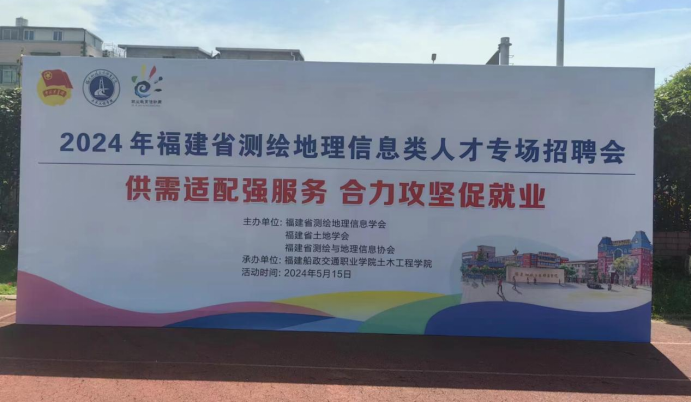 2024年福建省测绘地理信息类人才专场招聘会
供需适配强服务 合力攻坚促就业
主办单位: 福建省测绘地理信息学会
福建省土地学会
福建省测绘与地理信息协会
承办单位: 福建船政交通职业学院土木工程学院
活动时间: 2024年5月15日